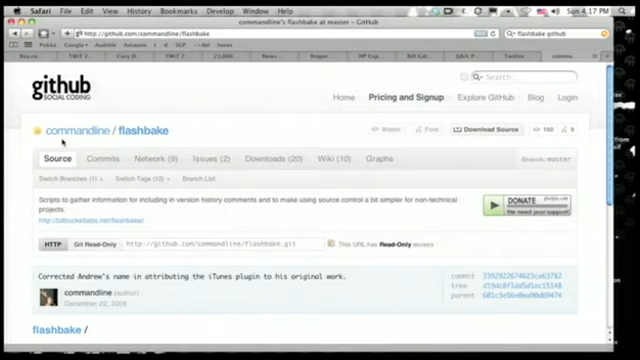 Safari File Edit View History Bookmarks Develop Window Help Sun 4:17 PM
commandline's flashbake at master - GitHub
http://github.com/commandline/flashbake
flashbake github
github
SOCIAL CODING
Search...
Home Pricing and Signup Explore GitHub Blog Login
commandline / flashbake
Watch Fork Download Source 100 9
Source Commits Network (9) Issues (2) Downloads (20) Wiki (10) Graphs Branch: master
Switch Branches (1) Switch Tags (12) Branch List
Scripts to gather information for including in version history comments and to make using source control a bit simpler for non-technical
projects.
http://bitbucketlabs.net/flashbake/
DONATE
We need your support!
HTTP Git Read-Only http://github.com/commandline/flashbake.git This URL has Read-Only access
Corrected Andrew's name in attributing the iTunes plugin to his original work.
commandline (author)
December 22, 2009
commit
tree
parent
flashbake /